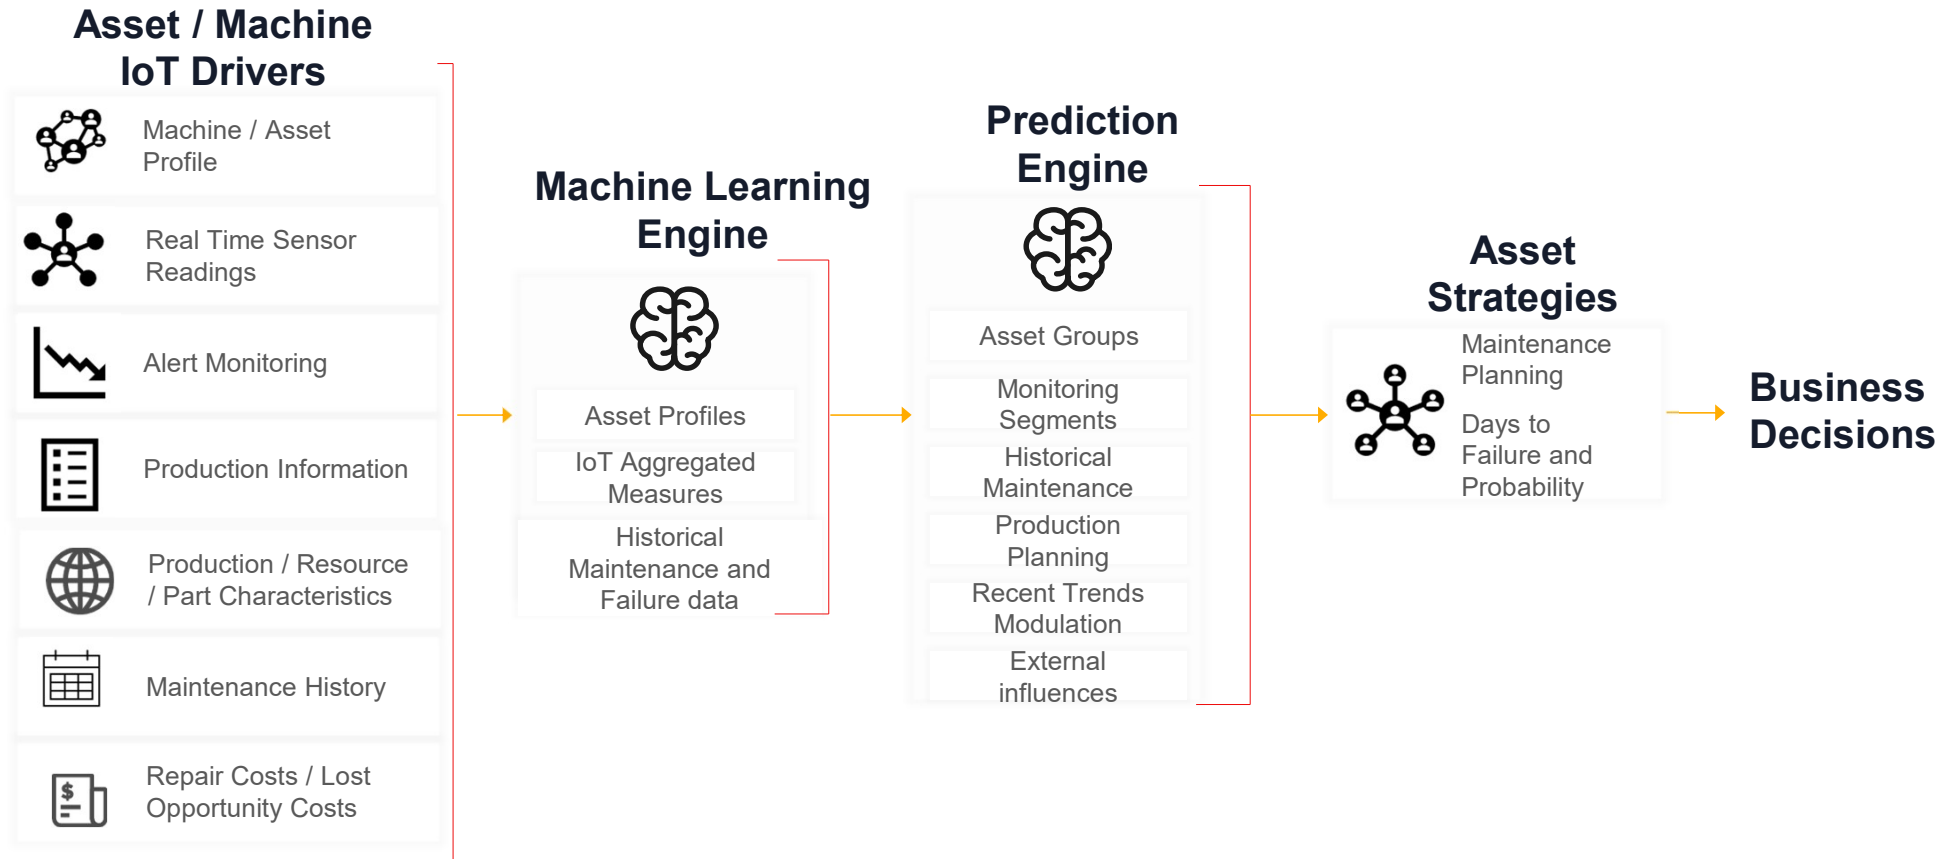 Asset / Machine
IoT Drivers
Machine / Asset
Profile
Real Time Sensor
Readings
Alert Monitoring
Production Information
Production / Resource
/ Part Characteristics
Maintenance History
$
Repair Costs / Lost
Opportunity Costs
Machine Learning
Engine
Asset Profiles
IoT Aggregated
Measures
Historical
Maintenance and
Failure data
Prediction
Engine
Asset Groups
Monitoring
Segments
Historical
Maintenance
Production
Planning
Recent Trends
Modulation
External
influences
Asset
Strategies
Maintenance
Planning
Days to
Failure and
Probability
Business
Decisions